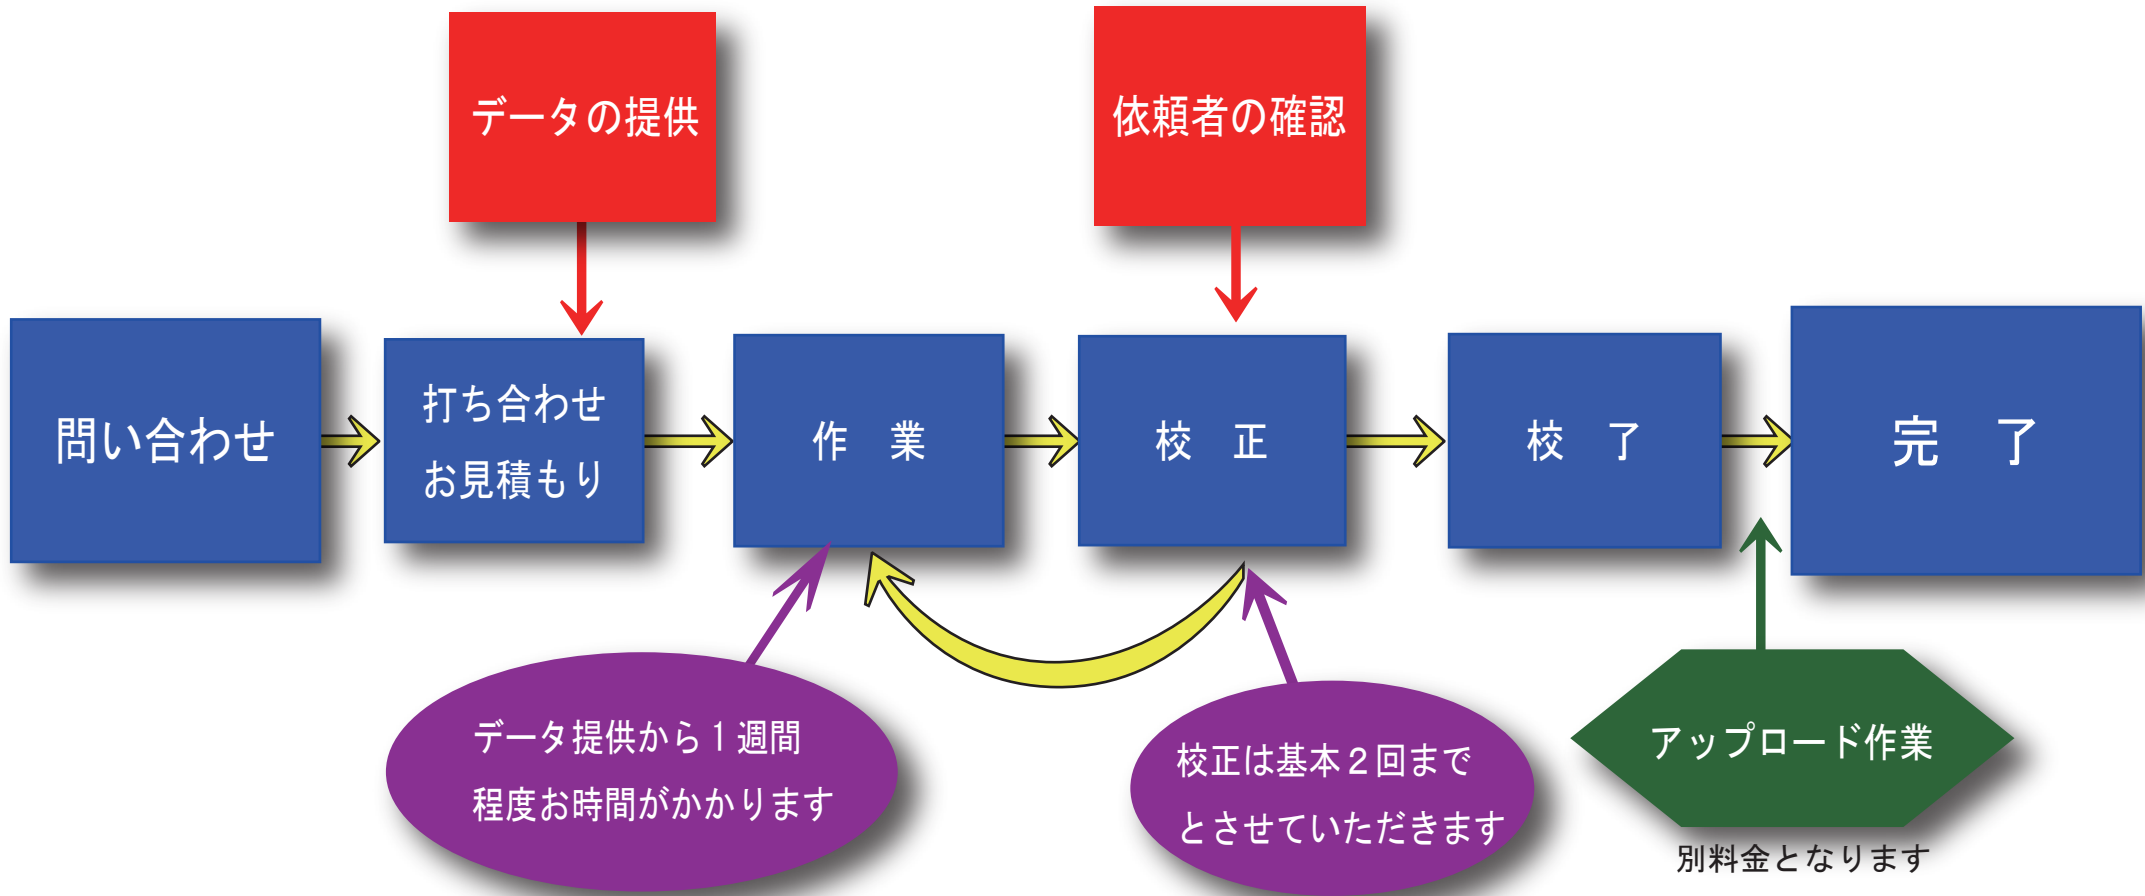 データの提供
依頼者の確認
問い合わせ
打ち合わせ
お見積もり
作　業
校　正
校　了
完　了
データ提供から１週間
程度お時間がかかります
校正は基本２回まで
とさせていただきます
アップロード作業
別料金となります